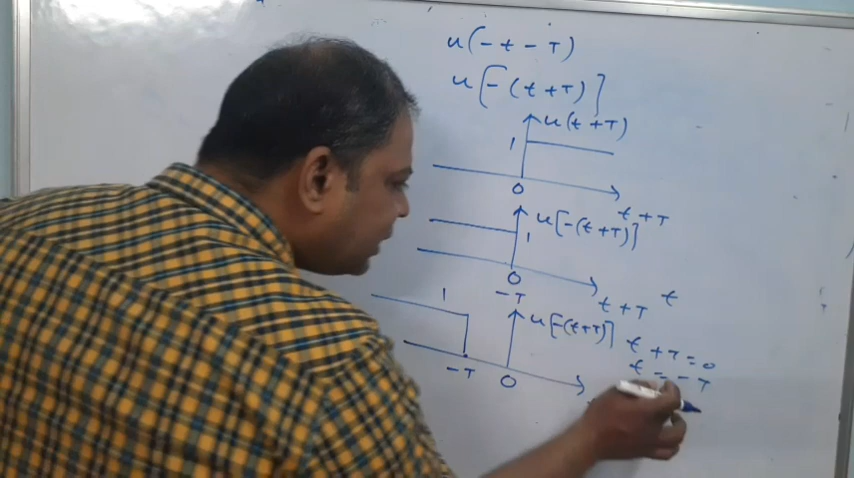 u(-t-T)
u[-(t+T)]
u(t+T)
1
0
t+T
u[-(t+T)]
1
0
-T
t+T t
1
u[-(t+T)]
t+T=0
t=-T
-T 0